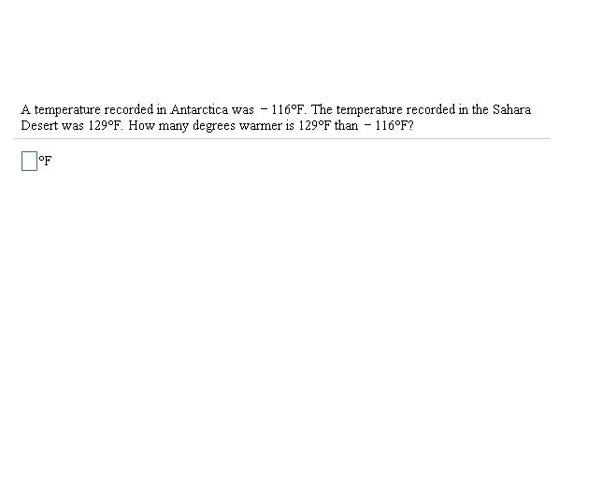 A temperature recorded in Antarctica was − 116°F. The temperature recorded in the Sahara
Desert was 129°F. How many degrees warmer is 129°F than − 116°F?
°F